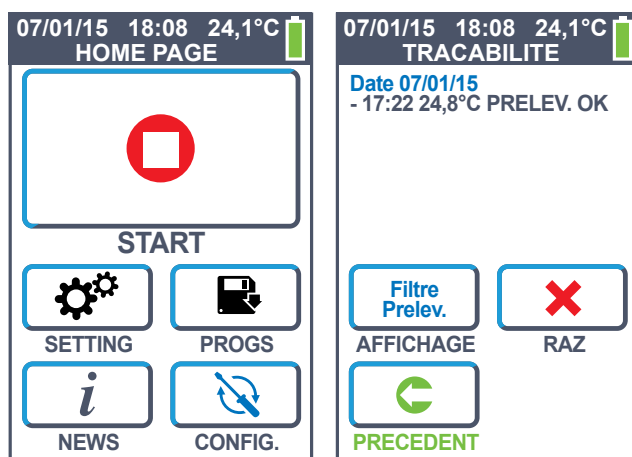 07/01/15 18:08 24,1°C
HOME PAGE
START
SETTING PROGS
i
NEWS CONFIG.
07/01/15 18:08 24,1°C
TRACABILITE
Date 07/01/15
- 17:22 24,8°C PRELEV. OK
Filtre
Prelev.
AFFICHAGE RAZ
PRECEDENT